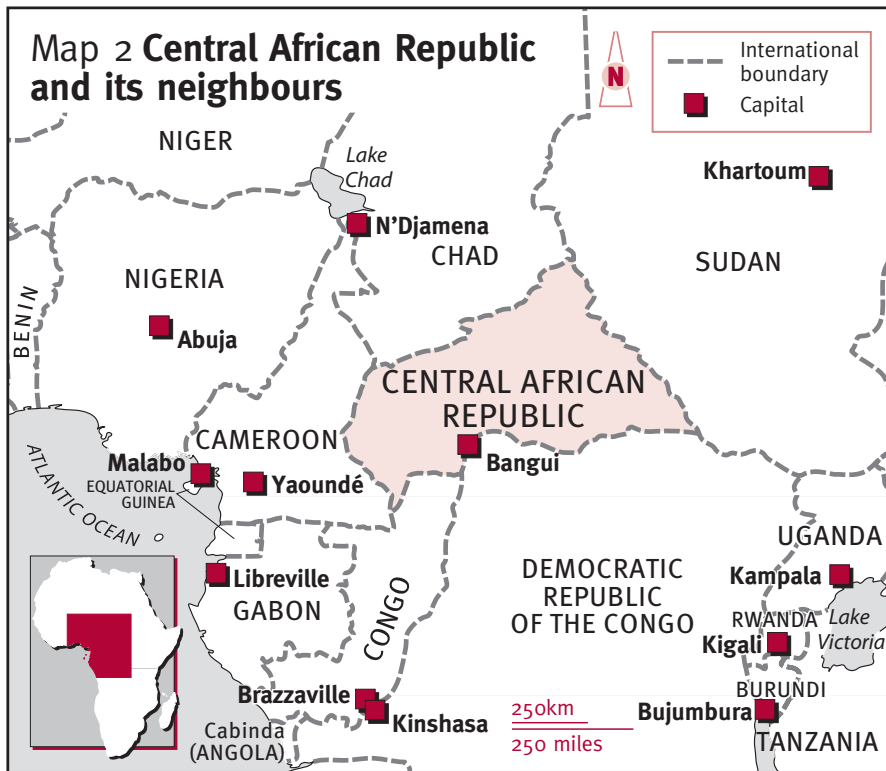 Map 2 Central African Republic
and its neighbours
N
International
boundary
Capital
NIGER
Lake
Chad
Khartoum
N'Djamena
CHAD
SUDAN
NIGERIA
BENIN
Abuja
CENTRAL AFRICAN
REPUBLIC
CAMEROON
Bangui
Malabo
EQUATORIAL
GUINEA
Yaoundé
ATLANTIC OCEAN
UGANDA
Libreville
GABON
CONGO
DEMOCRATIC
REPUBLIC
OF THE CONGO
Kampala
RWANDA
Lake
Victoria
Kigali
Brazzaville
Kinshasa
250km
250 miles
BURUNDI
Bujumbura
Cabinda
(ANGOLA)
TANZANIA